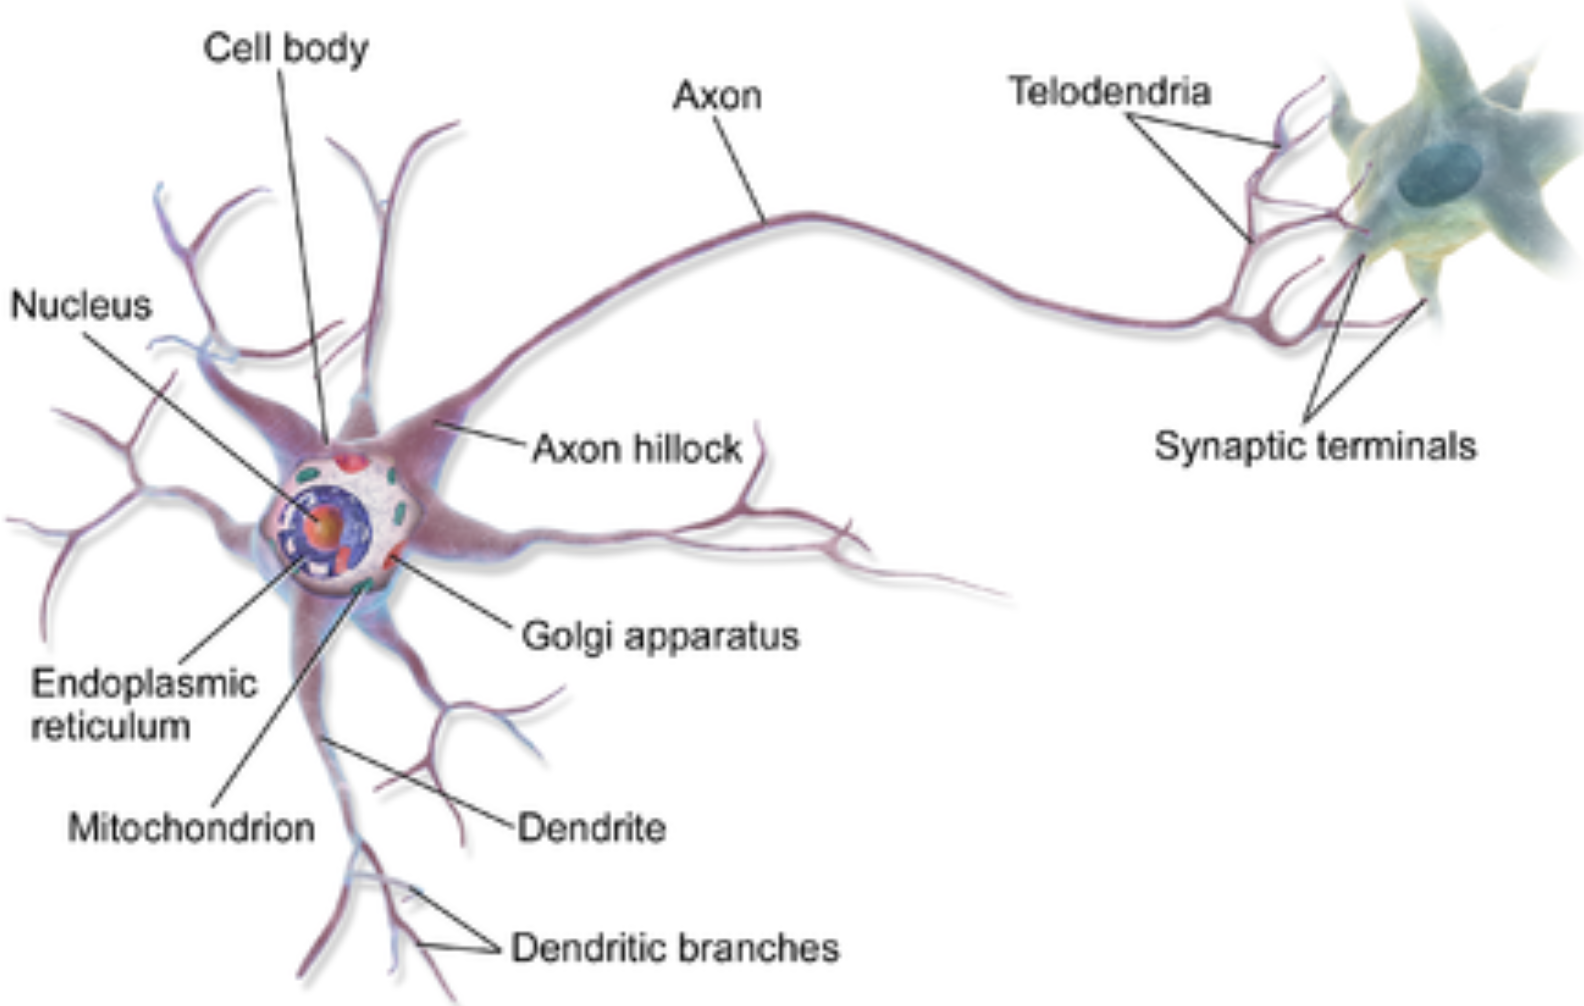 Cell body
Axon
Telodendria
Nucleus
Axon hillock
Synaptic terminals
Golgi apparatus
Endoplasmic
reticulum
Mitochondrion
Dendrite
Dendritic branches